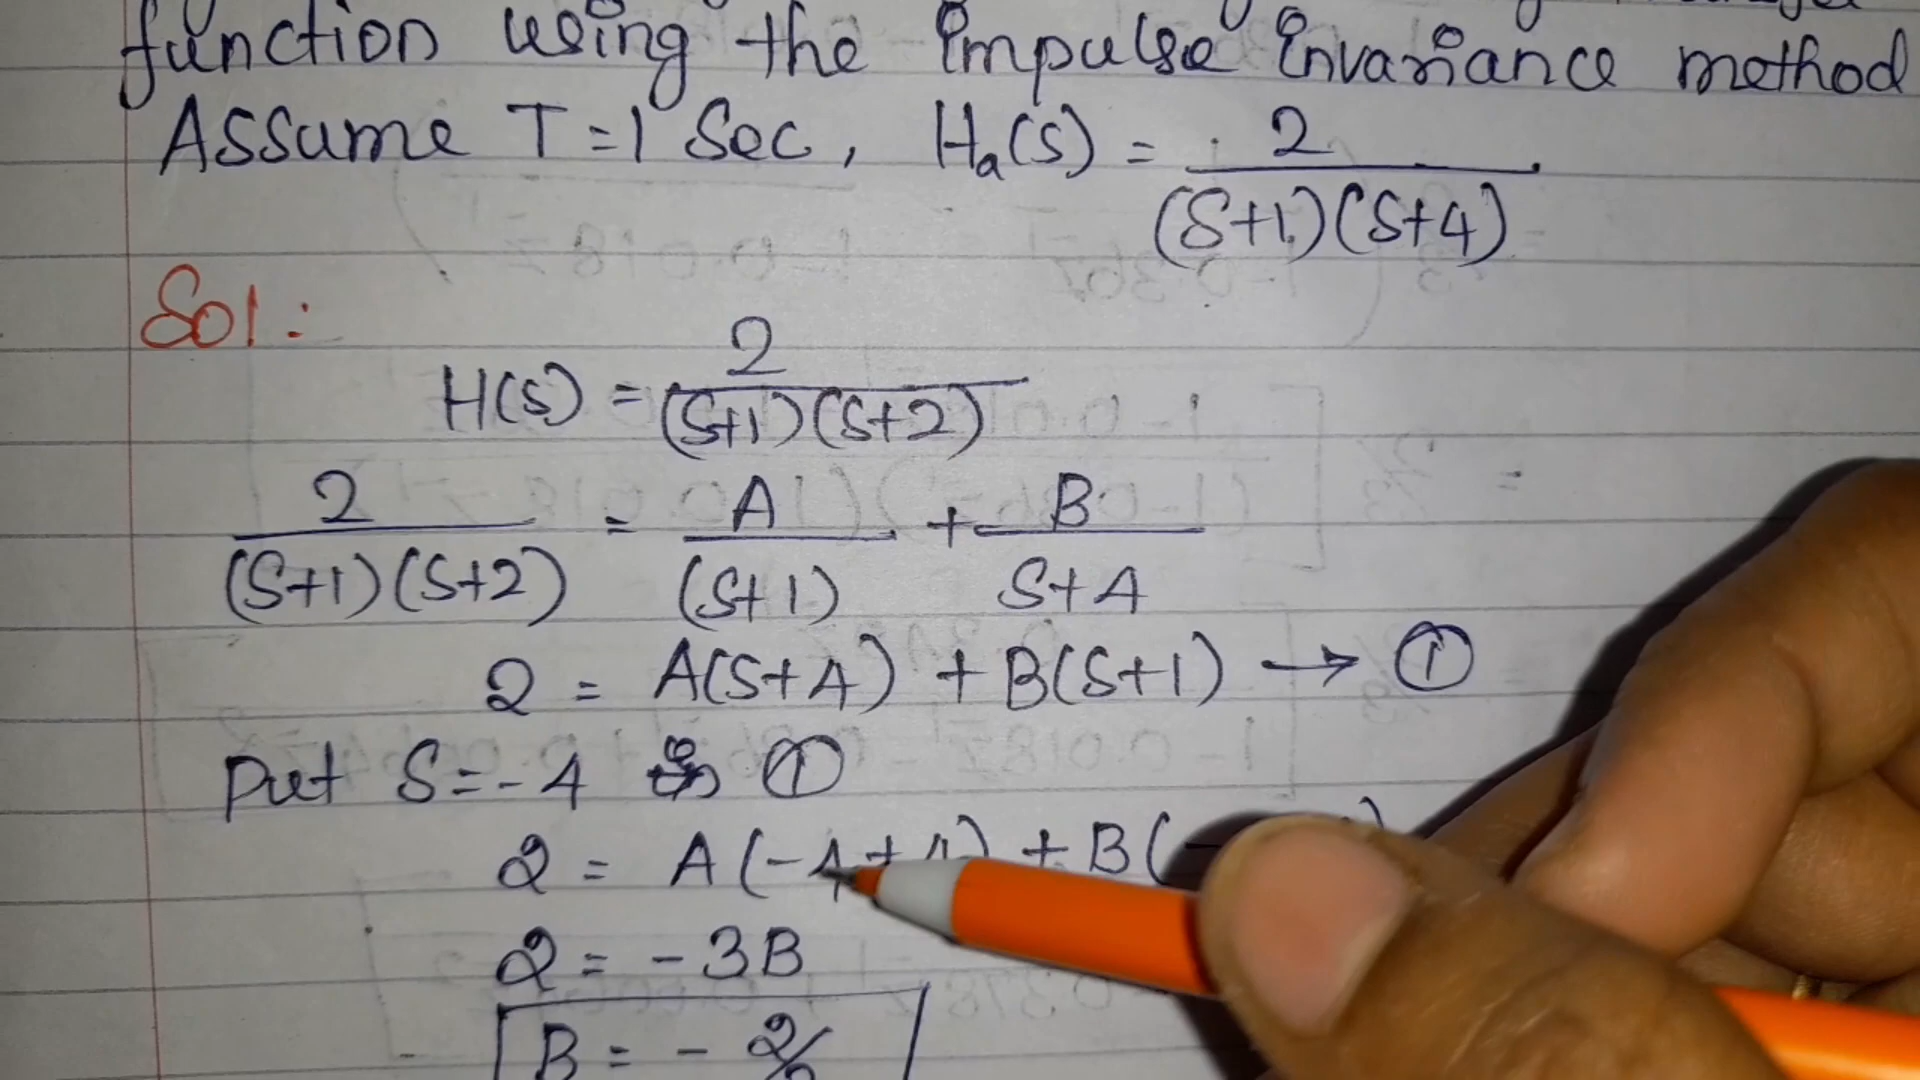 function using the Impulse Invariance method
Assume T=1 Sec, Ha(S) = 2 / (S+1)(S+4)
Sol:
H(S) = 2 / (S+1)(S+2)
2 / (S+1)(S+2) = A / (S+1) + B / S+4
2 = A(S+4) + B(S+1) → ①
Put S=-4 in ①
2 = A(-4+4) + B(
2 = -3B
B = - 2/